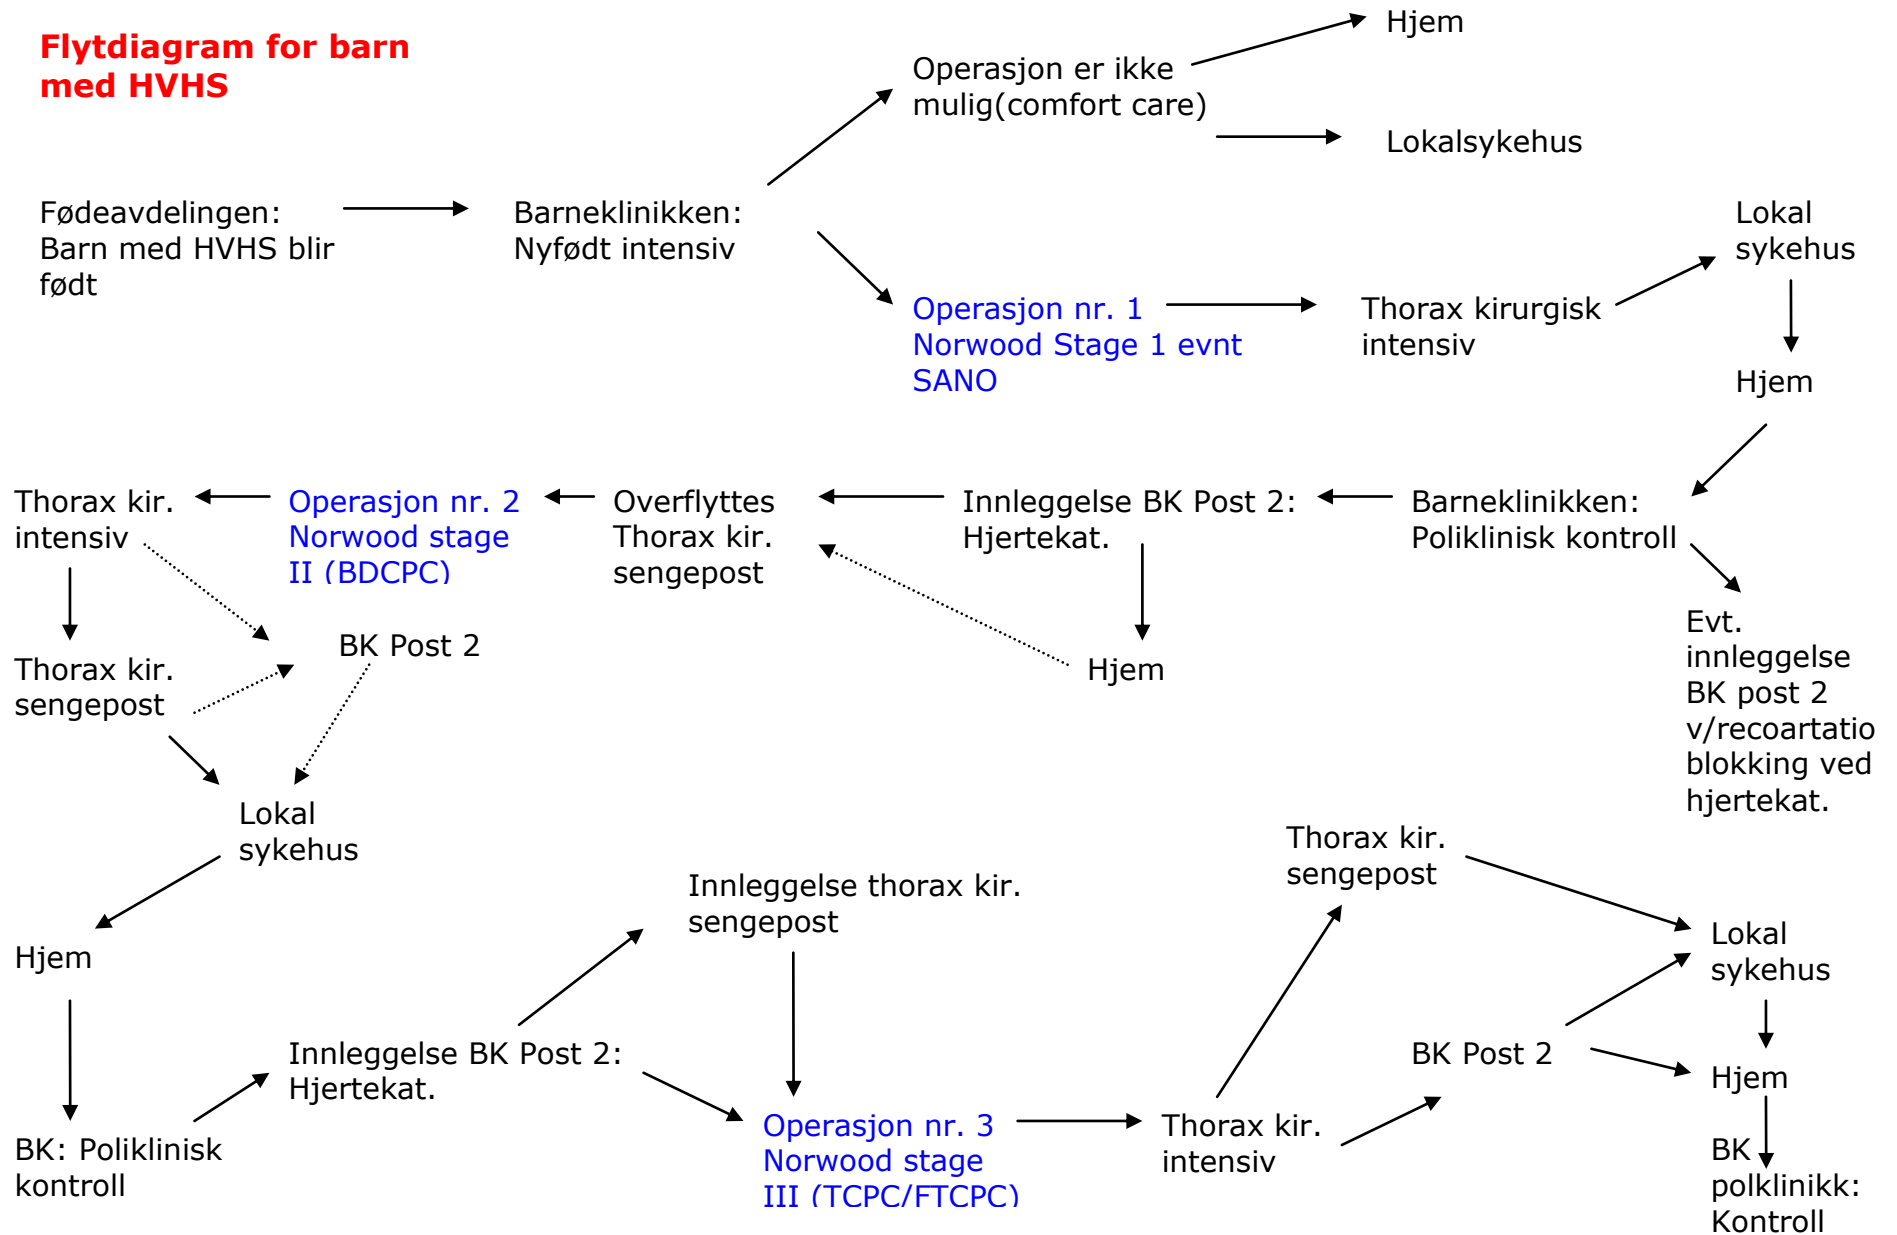 Flytdiagram for barn
med HVHS
Hjem
Operasjon er ikke
mulig(comfort care)
Lokalsykehus
Fødeavdelingen:
Barn med HVHS blir
født
Barneklinikken:
Nyfødt intensiv
Operasjon nr. 1
Norwood Stage 1 evnt
SANO
Thorax kirurgisk
intensiv
Lokal
sykehus
Hjem
Barneklinikken:
Poliklinisk kontroll
Evt.
innleggelse
BK post 2
v/recoartatio
blokking ved
hjertekat.
Innleggelse BK Post 2:
Hjertekat.
Hjem
Overflyttes
Thorax kir.
sengepost
Operasjon nr. 2
Norwood stage
II (BDCPC)
Thorax kir.
intensiv
BK Post 2
Thorax kir.
sengepost
Lokal
sykehus
Hjem
BK: Poliklinisk
kontroll
Innleggelse BK Post 2:
Hjertekat.
Innleggelse thorax kir.
sengepost
Operasjon nr. 3
Norwood stage
III (TCPC/FTCPC)
Thorax kir.
intensiv
Thorax kir.
sengepost
BK Post 2
Lokal
sykehus
Hjem
BK
polklinikk:
Kontroll